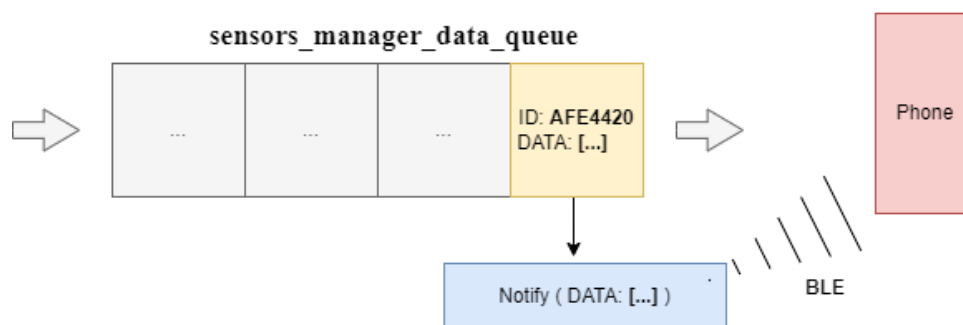 sensors_manager_data_queue
...
...
...
ID: AFE4420
DATA: [...]
Phone
Notify ( DATA: [...] )
BLE